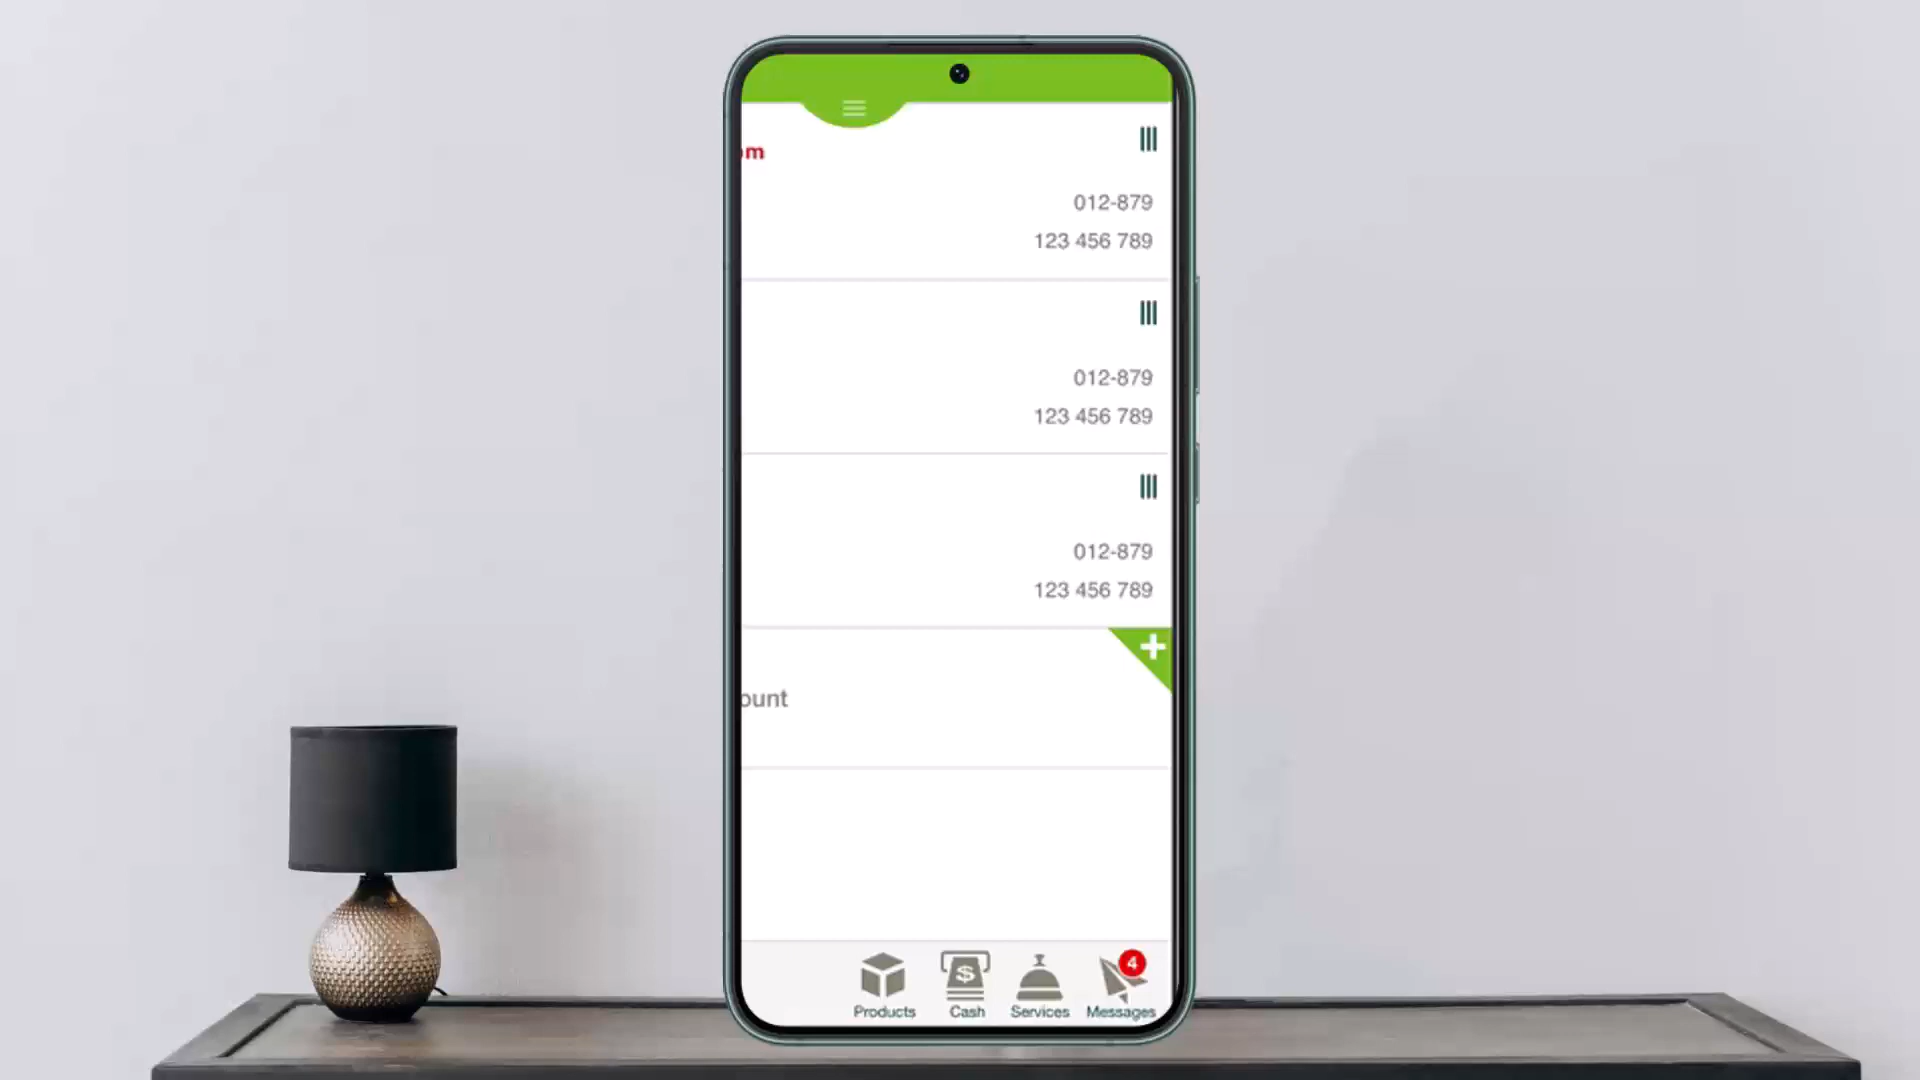 om
012-879
123 456 789
012-879
123 456 789
012-879
123 456 789
ount
$
4
Products
Cash
Services
Messages